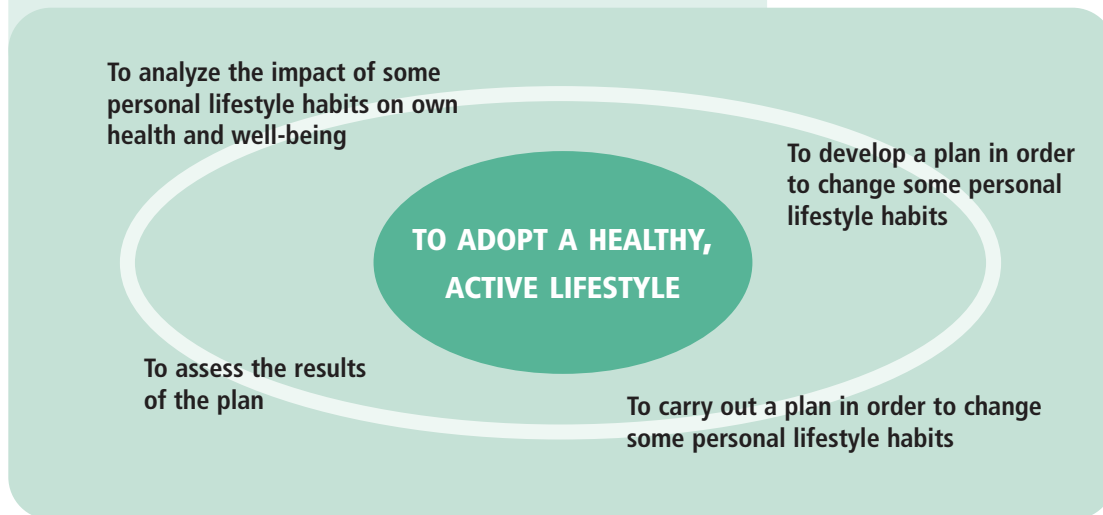 To analyze the impact of some
personal lifestyle habits on own
health and well-being
To develop a plan in order
to change some personal
lifestyle habits
TO ADOPT A HEALTHY,
ACTIVE LIFESTYLE
To assess the results
of the plan
To carry out a plan in order to change
some personal lifestyle habits